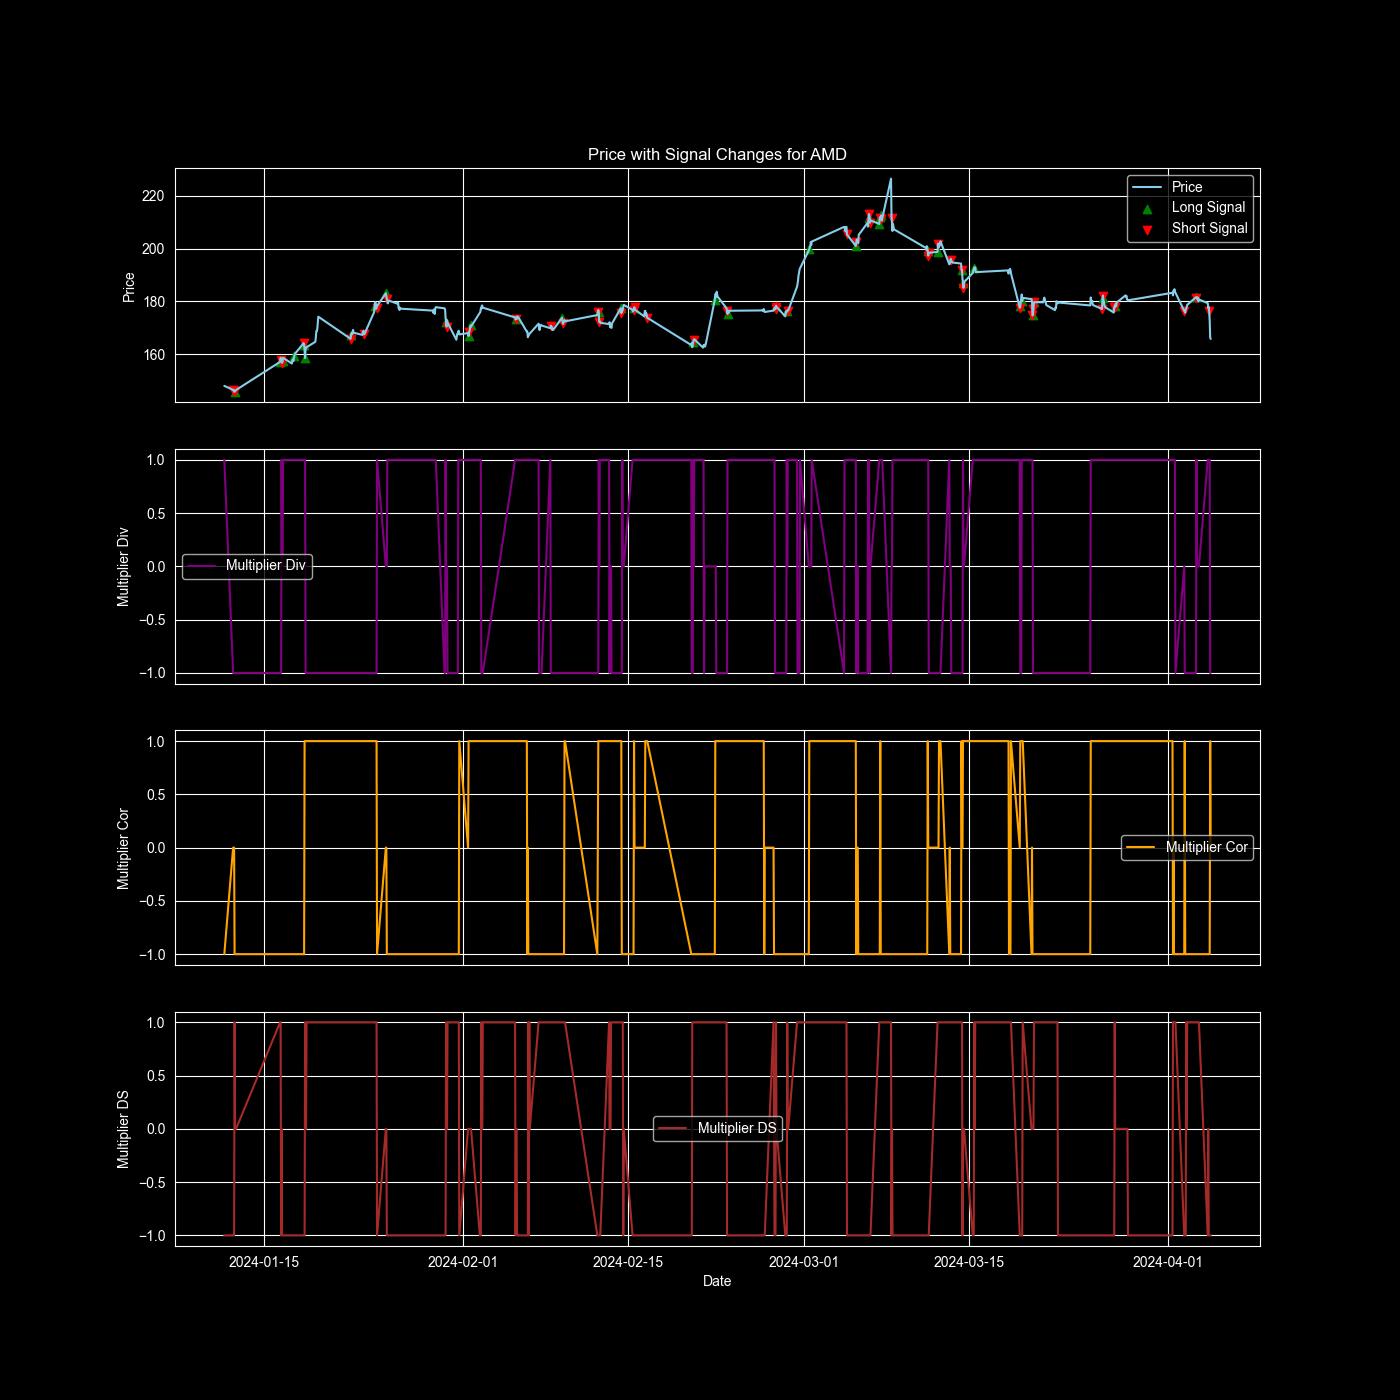 Price with Signal Changes for AMD
Price
220
200
180
160
Price
Long Signal
Short Signal
Multiplier Div
1.0
0.5
0.0
−0.5
−1.0
Multiplier Div
Multiplier Cor
1.0
0.5
0.0
−0.5
−1.0
Multiplier Cor
Multiplier DS
1.0
0.5
0.0
−0.5
−1.0
Multiplier DS
2024-01-15
2024-02-01
2024-02-15
2024-03-01
2024-03-15
2024-04-01
Date